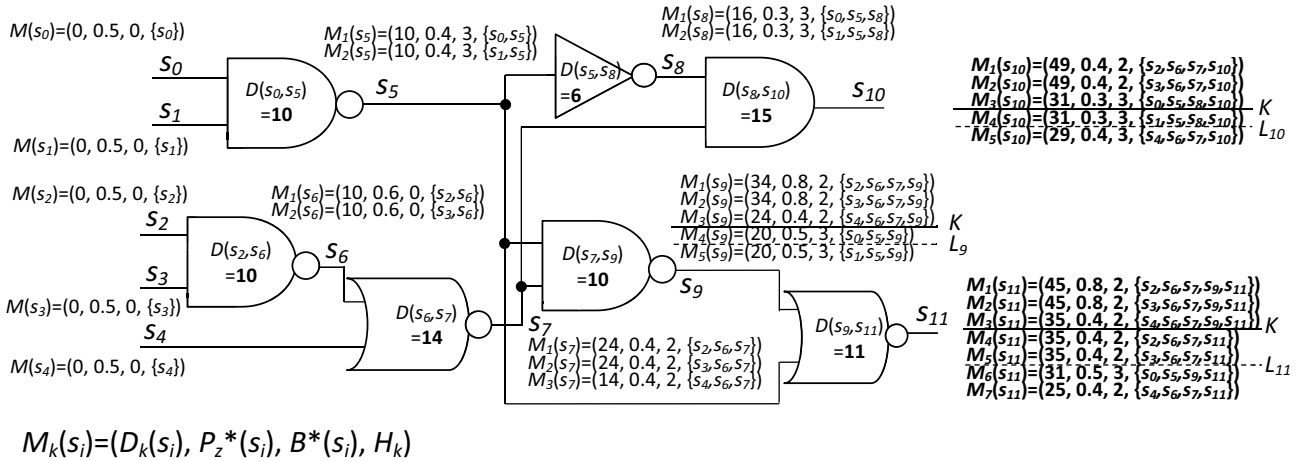 M(s0)=(0, 0.5, 0, {s0})
s0
s1
M(s1)=(0, 0.5, 0, {s1})
D(s0,s5)
=10
M1(s5)=(10, 0.4, 3, {s0,s5})
M2(s5)=(10, 0.4, 3, {s1,s5})
s5
D(s5,s8)
=6
s8
M1(s8)=(16, 0.3, 3, {s0,s5,s8})
M2(s8)=(16, 0.3, 3, {s1,s5,s8})
D(s8,s10)
=15
s10
M1(s10)=(49, 0.4, 2, {s2,s6,s7,s10})
M2(s10)=(49, 0.4, 2, {s3,s6,s7,s10})
M3(s10)=(31, 0.3, 3, {s0,s5,s8,s10})
K
M4(s10)=(31, 0.3, 3, {s1,s5,s8,s10})
L10
M5(s10)=(29, 0.4, 3, {s4,s6,s7,s10})
M(s2)=(0, 0.5, 0, {s2})
s2
s3
M(s3)=(0, 0.5, 0, {s3})
D(s2,s6)
=10
M1(s6)=(10, 0.6, 0, {s2,s6})
M2(s6)=(10, 0.6, 0, {s3,s6})
s6
s4
M(s4)=(0, 0.5, 0, {s4})
D(s6,s7)
=14
s7
M1(s7)=(24, 0.4, 2, {s2,s6,s7})
M2(s7)=(24, 0.4, 2, {s3,s6,s7})
M3(s7)=(14, 0.4, 2, {s4,s6,s7})
D(s7,s9)
=10
s9
M1(s9)=(34, 0.8, 2, {s2,s6,s7,s9})
M2(s9)=(34, 0.8, 2, {s3,s6,s7,s9})
M3(s9)=(24, 0.4, 2, {s4,s6,s7,s9})
K
M4(s9)=(20, 0.5, 3, {s0,s5,s9})
L9
M5(s9)=(20, 0.5, 3, {s1,s5,s9})
D(s9,s11)
=11
s11
M1(s11)=(45, 0.8, 2, {s2,s6,s7,s9,s11})
M2(s11)=(45, 0.8, 2, {s3,s6,s7,s9,s11})
M3(s11)=(35, 0.4, 2, {s4,s6,s7,s9,s11})
K
M4(s11)=(35, 0.4, 2, {s2,s6,s7,s11})
M5(s11)=(35, 0.4, 2, {s3,s6,s7,s11})
L11
M6(s11)=(31, 0.5, 3, {s0,s5,s9,s11})
M7(s11)=(25, 0.4, 2, {s4,s6,s7,s11})
Mk(si)=(Dk(si), Pz*(si), B*(si), Hk)